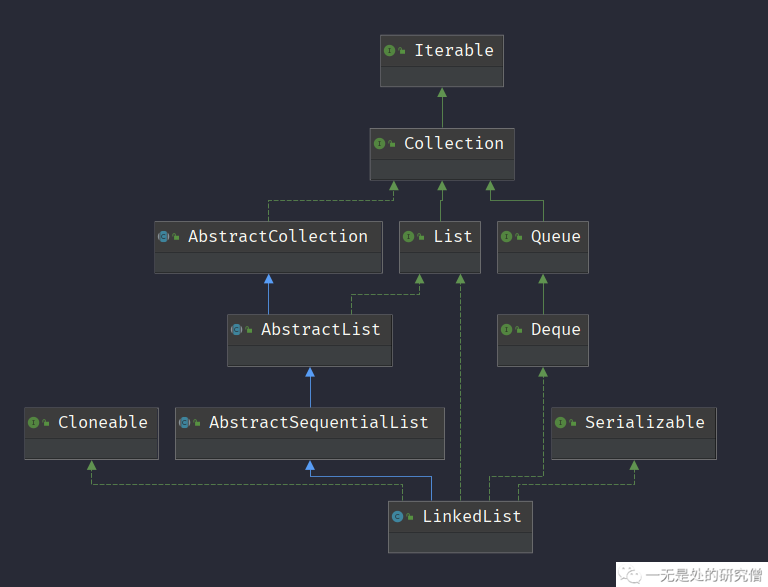 Iterable
Collection
AbstractCollection
List
Queue
AbstractList
Deque
Cloneable
AbstractSequentialList
Serializable
LinkedList
一无是处的研究僧